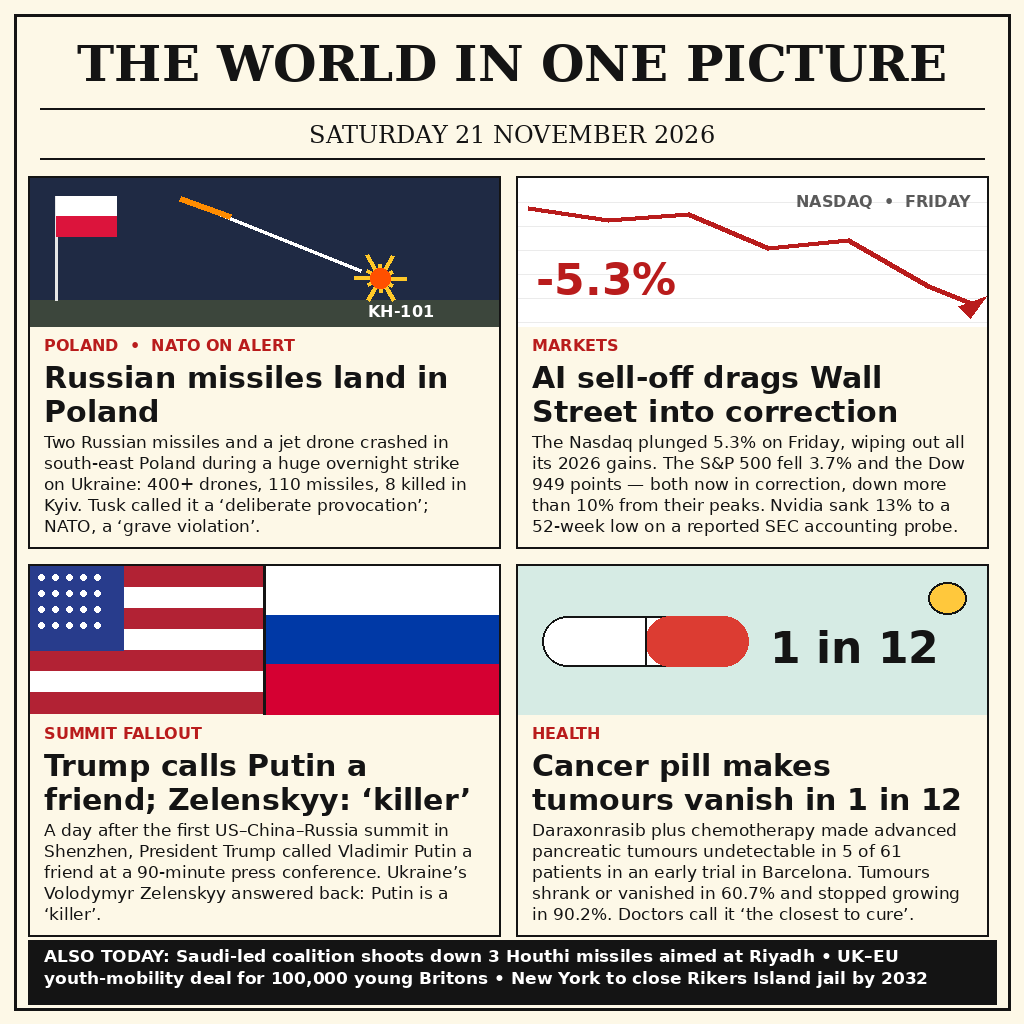 THE WORLD IN ONE PICTURE
SATURDAY 21 NOVEMBER 2026
KH-101
POLAND • NATO ON ALERT
Russian missiles land in
Poland
Two Russian missiles and a jet drone crashed in
south-east Poland during a huge overnight strike
on Ukraine: 400+ drones, 110 missiles, 8 killed in
Kyiv. Tusk called it a ‘deliberate provocation’;
NATO, a ‘grave violation’.
NASDAQ • FRIDAY
-5.3%
MARKETS
AI sell-off drags Wall
Street into correction
The Nasdaq plunged 5.3% on Friday, wiping out all
its 2026 gains. The S&P 500 fell 3.7% and the Dow
949 points — both now in correction, down more
than 10% from their peaks. Nvidia sank 13% to a
52-week low on a reported SEC accounting probe.
SUMMIT FALLOUT
Trump calls Putin a
friend; Zelenskyy: ‘killer’
A day after the first US–China–Russia summit in
Shenzhen, President Trump called Vladimir Putin a
friend at a 90-minute press conference. Ukraine’s
Volodymyr Zelenskyy answered back: Putin is a
‘killer’.
1 in 12
HEALTH
Cancer pill makes
tumours vanish in 1 in 12
Daraxonrasib plus chemotherapy made advanced
pancreatic tumours undetectable in 5 of 61
patients in an early trial in Barcelona. Tumours
shrank or vanished in 60.7% and stopped growing
in 90.2%. Doctors call it ‘the closest to cure’.
ALSO TODAY: Saudi-led coalition shoots down 3 Houthi missiles aimed at Riyadh • UK–EU
youth-mobility deal for 100,000 young Britons • New York to close Rikers Island jail by 2032